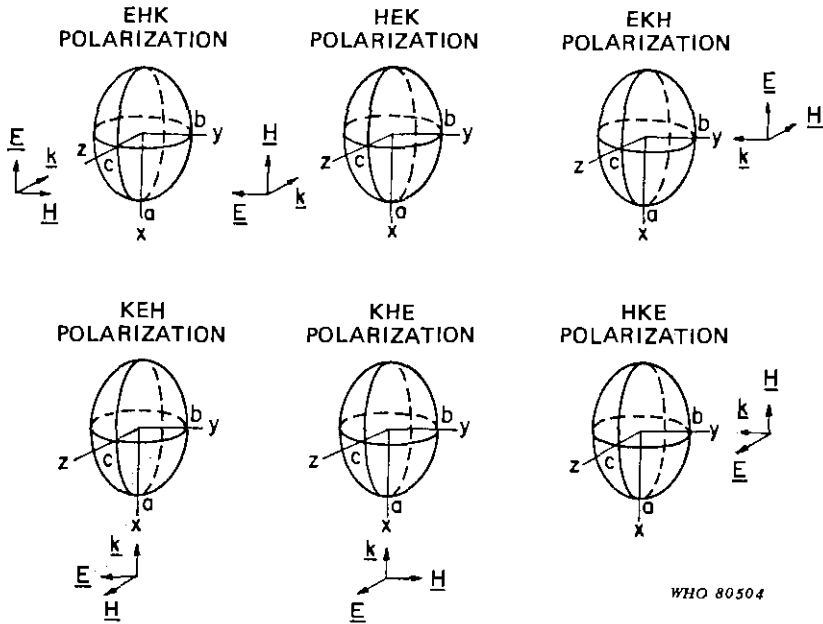 EHK
POLARIZATION
HEK
POLARIZATION
EKH
POLARIZATION
E
k
H
z
c
b
y
a
x
H
E
k
z
c
b
y
a
x
E
H
k
z
c
b
y
a
x
KEH
POLARIZATION
KHE
POLARIZATION
HKE
POLARIZATION
z
c
b
y
a
x
k
E
H
z
c
b
y
a
x
k
H
E
z
c
b
y
a
x
H
k
E
WHO 80504